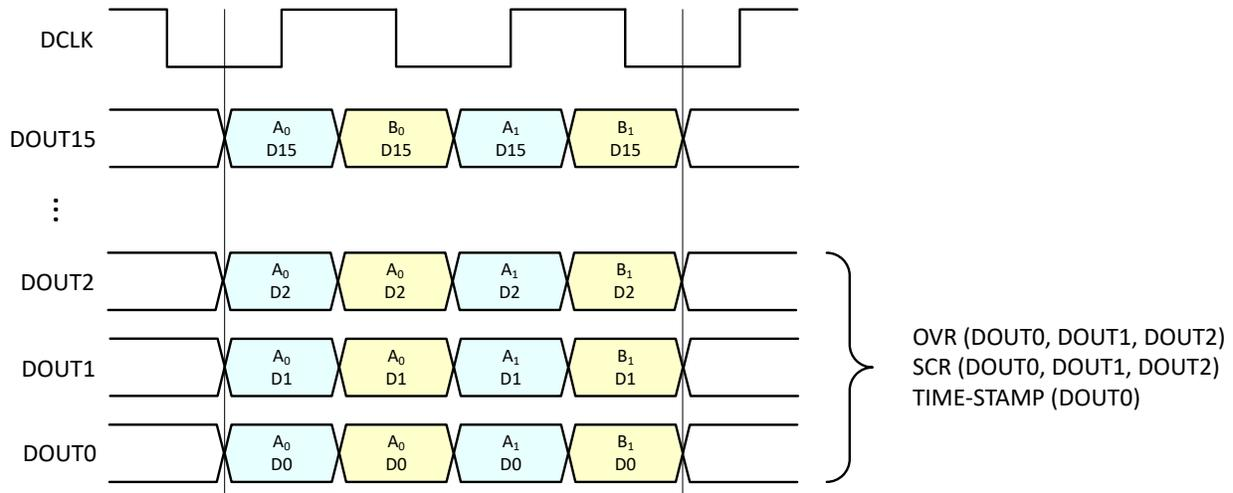 DCLK
DOUT15
A₀ B₀ A₁ B₁
D15 D15 D15 D15
⋮
DOUT2
A₀ A₀ A₁ B₁
D2 D2 D2 D2
DOUT1
A₀ A₀ A₁ B₁
D1 D1 D1 D1
DOUT0
A₀ A₀ A₁ B₁
D0 D0 D0 D0
OVR (DOUT0, DOUT1, DOUT2)
SCR (DOUT0, DOUT1, DOUT2)
TIME-STAMP (DOUT0)